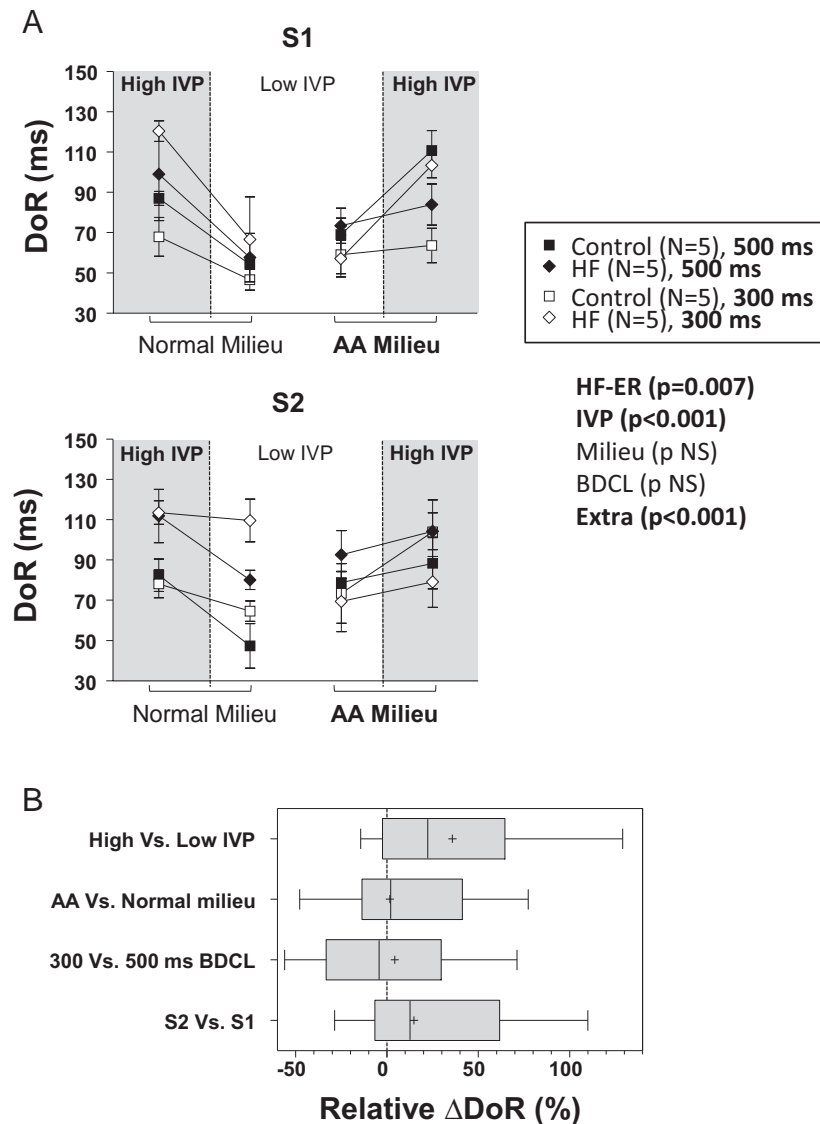 A
S1
High IVP Low IVP High IVP
150
130
110
90
70
50
30
DoR (ms)
Normal Milieu AA Milieu
■ Control (N=5), 500 ms
◆ HF (N=5), 500 ms
□ Control (N=5), 300 ms
◇ HF (N=5), 300 ms
HF-ER (p=0.007)
IVP (p<0.001)
Milieu (p NS)
BDCL (p NS)
Extra (p<0.001)
S2
High IVP Low IVP High IVP
150
130
110
90
70
50
30
DoR (ms)
Normal Milieu AA Milieu
B
High Vs. Low IVP
AA Vs. Normal milieu
300 Vs. 500 ms BDCL
S2 Vs. S1
-50 0 50 100
Relative ΔDoR (%)